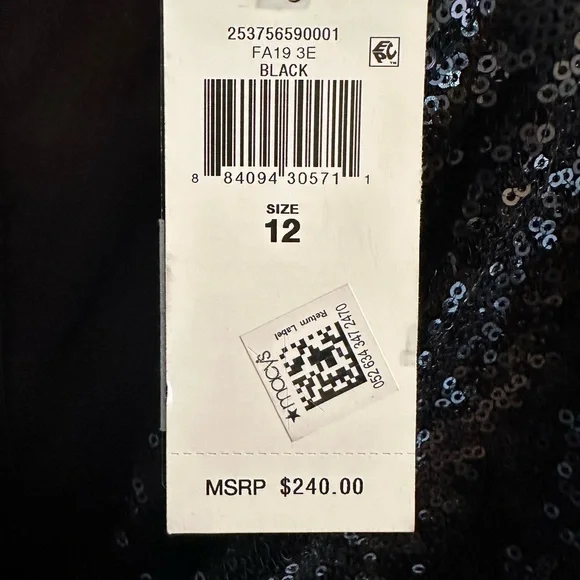 253756590001
FA19 3E
EPC™
BLACK
8 84094 30571 1
SIZE
12
052 634 347 2470
Return Label
★macy's
MSRP $240.00